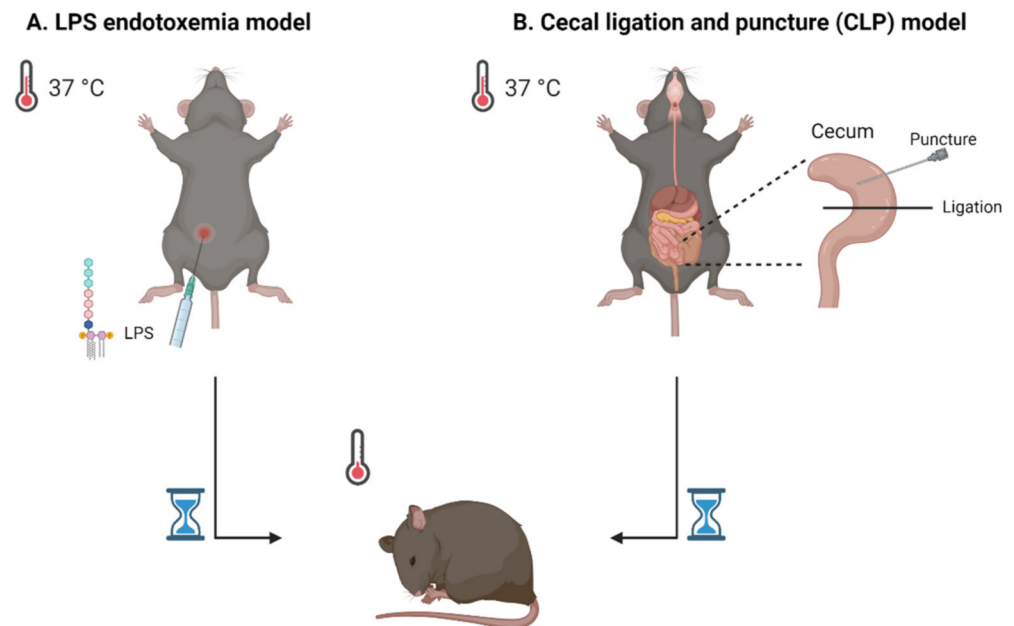 A. LPS endotoxemia model
B. Cecal ligation and puncture (CLP) model
37 °C
37 °C
Cecum
Puncture
Ligation
LPS